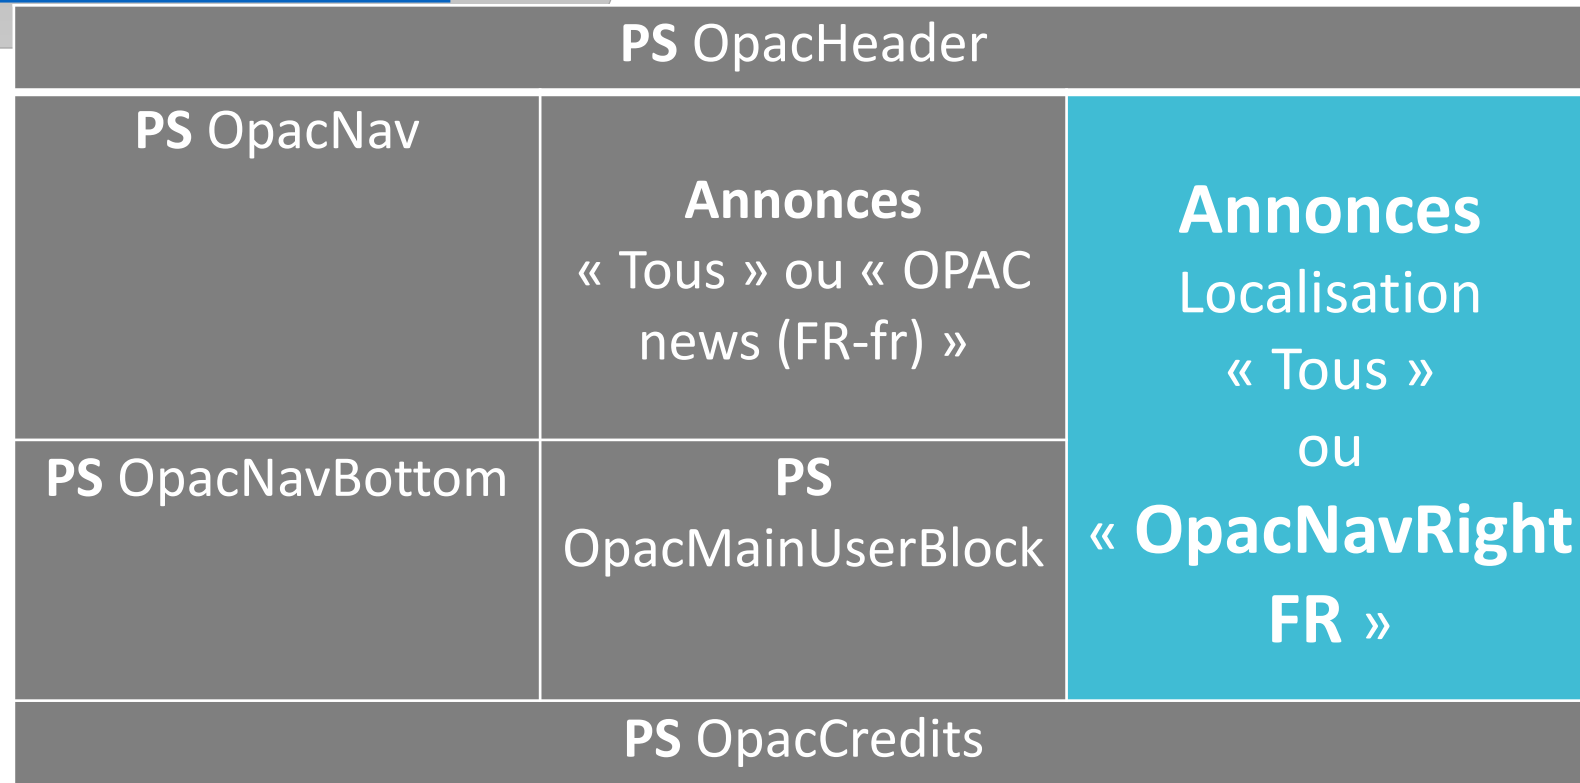 PS OpacHeader
PS OpacNav
Annonces
« Tous » ou « OPAC
news (FR-fr) »
Annonces
Localisation
« Tous »
ou
« OpacNavRight
FR »
PS OpacNavBottom
PS
OpacMainUserBlock
PS OpacCredits